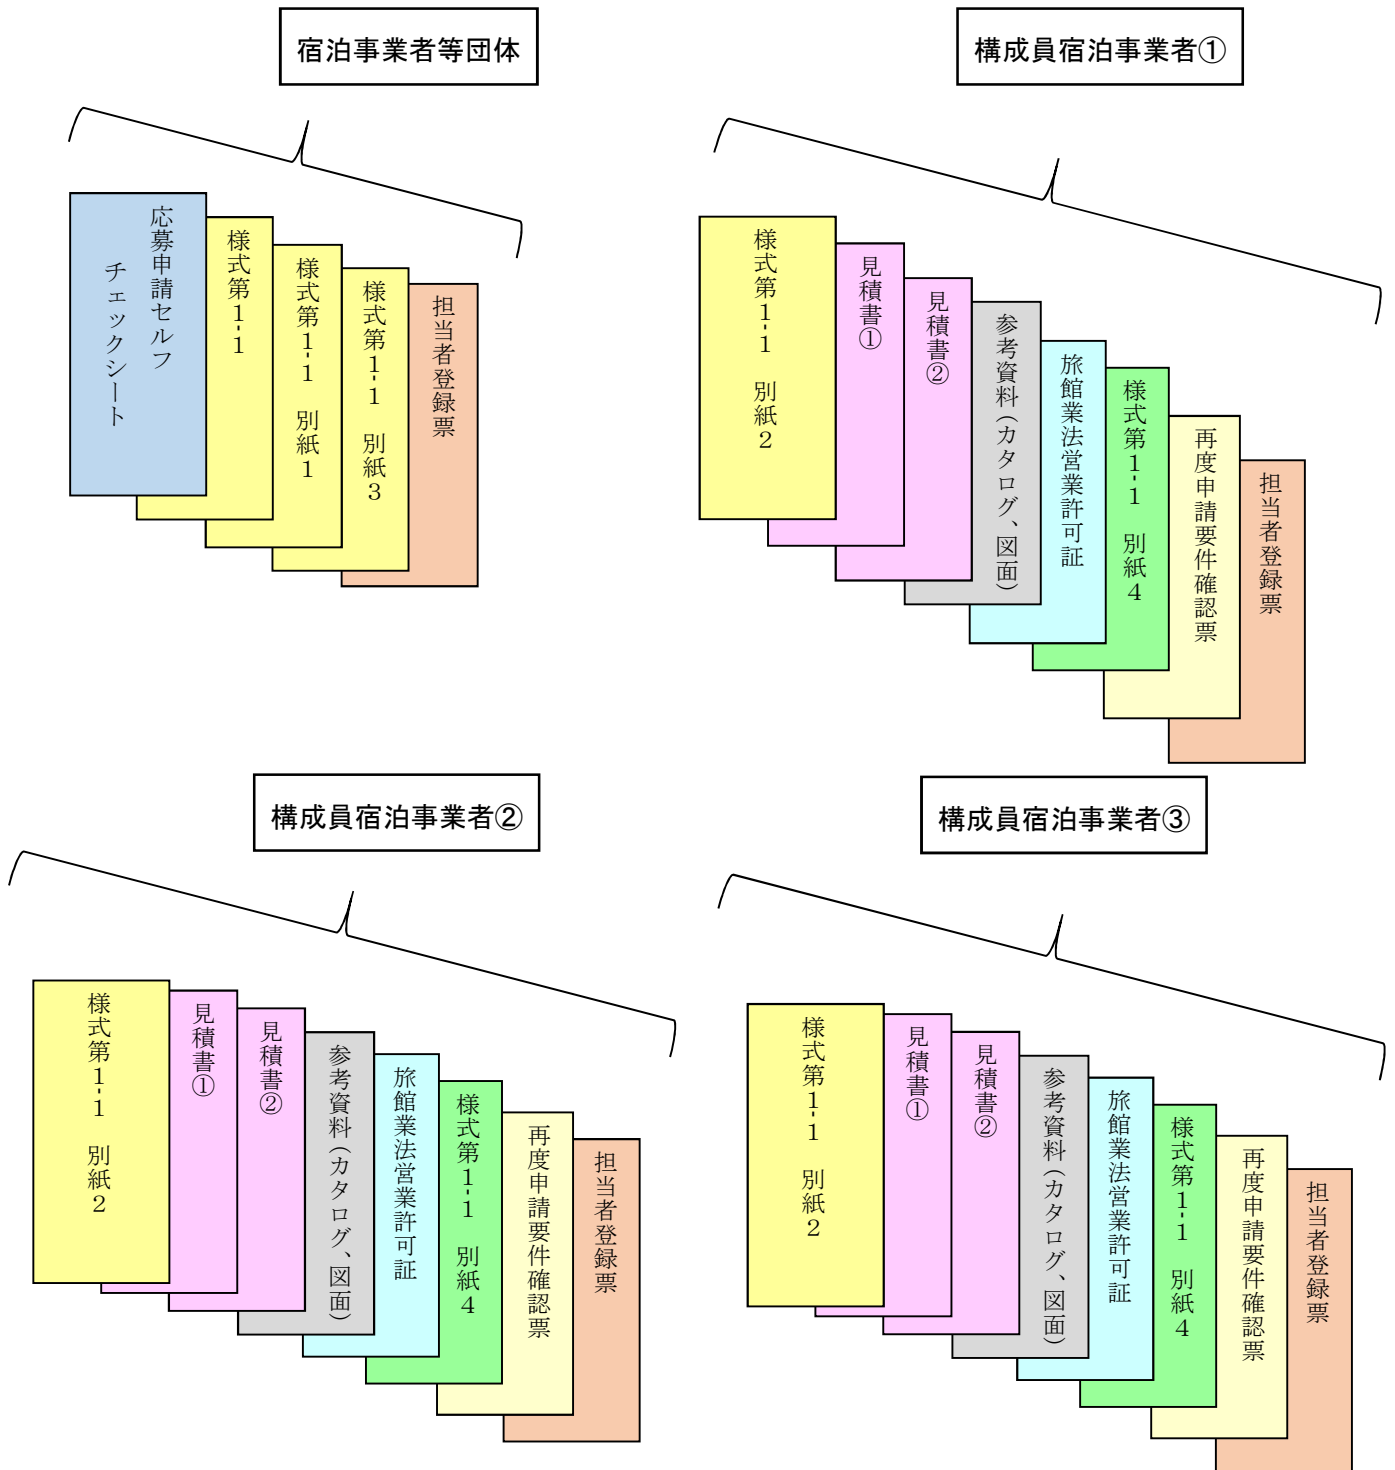 宿泊事業者等団体
応募申請セルフ
チェックシート
様式第1-1
様式第1-1　別紙1
様式第1-1　別紙3
担当者登録票
構成員宿泊事業者①
様式第1-1　別紙2
見積書①
見積書②
参考資料（カタログ、図面）
旅館業法営業許可証
様式第1-1　別紙4
再度申請要件確認票
担当者登録票
構成員宿泊事業者②
様式第1-1　別紙2
見積書①
見積書②
参考資料（カタログ、図面）
旅館業法営業許可証
様式第1-1　別紙4
再度申請要件確認票
担当者登録票
構成員宿泊事業者③
様式第1-1　別紙2
見積書①
見積書②
参考資料（カタログ、図面）
旅館業法営業許可証
様式第1-1　別紙4
再度申請要件確認票
担当者登録票